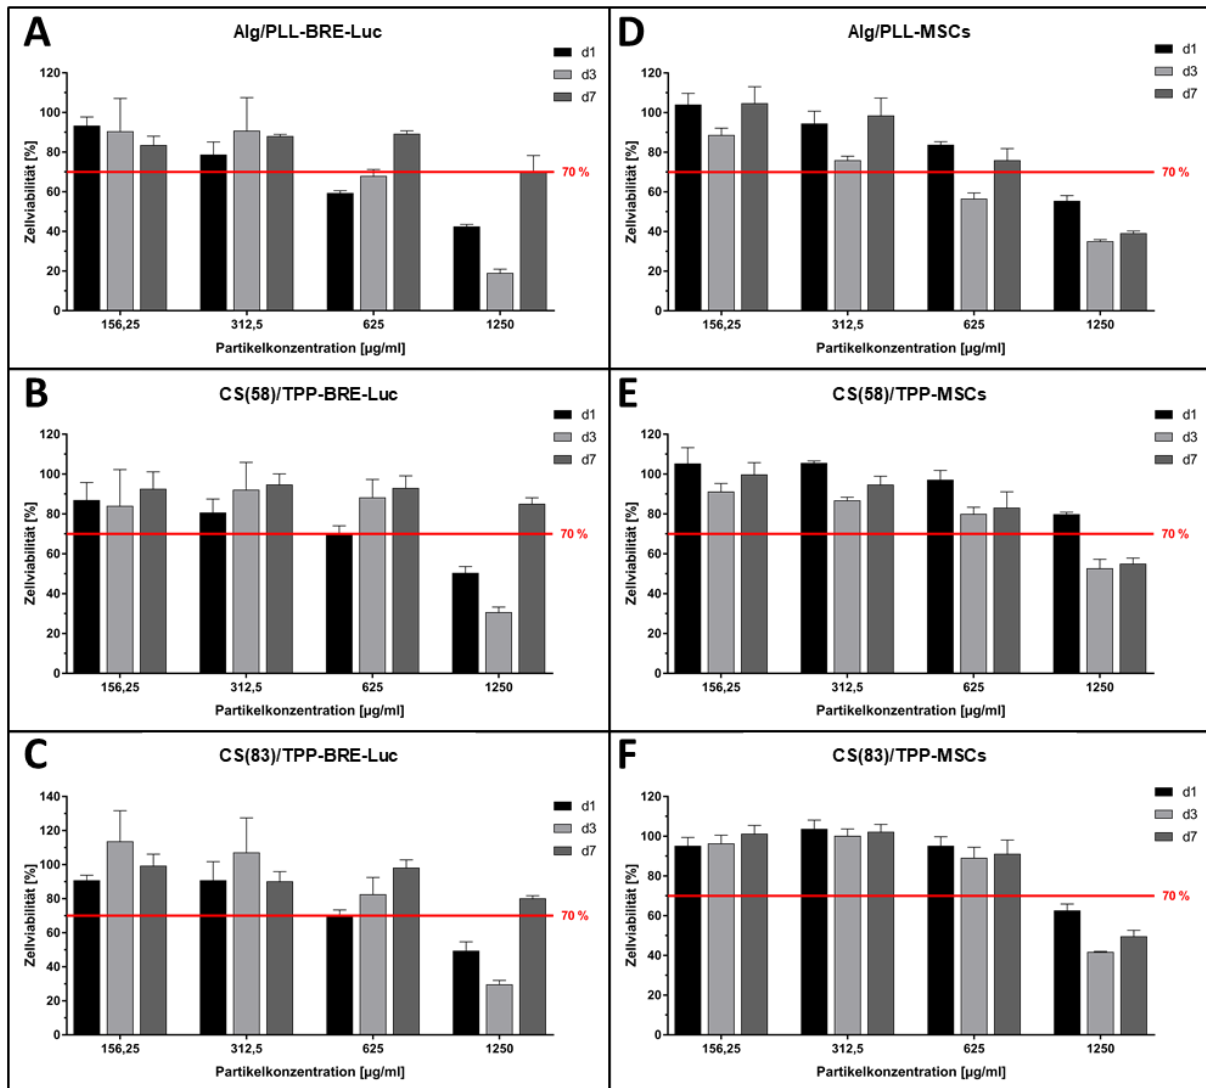 A
Alg/PLL-BRE-Luc
d1
d3
d7
Zellviabilität [%]
120
100
80
60
40
20
0
70 %
156,25 312,5 625 1250
Partikelkonzentration [µg/ml]
D
Alg/PLL-MSCs
d1
d3
d7
Zellviabilität [%]
120
100
80
60
40
20
0
70 %
156,25 312,5 625 1250
Partikelkonzentration [µg/ml]
B
CS(58)/TPP-BRE-Luc
d1
d3
d7
Zellviabilität [%]
120
100
80
60
40
20
0
70 %
156,25 312,5 625 1250
Partikelkonzentration [µg/ml]
E
CS(58)/TPP-MSCs
d1
d3
d7
Zellviabilität [%]
120
100
80
60
40
20
0
70 %
156,25 312,5 625 1250
Partikelkonzentration [µg/ml]
C
CS(83)/TPP-BRE-Luc
d1
d3
d7
Zellviabilität [%]
140
120
100
80
60
40
20
0
70 %
156,25 312,5 625 1250
Partikelkonzentration [µg/ml]
F
CS(83)/TPP-MSCs
d1
d3
d7
Zellviabilität [%]
120
100
80
60
40
20
0
70 %
156,25 312,5 625 1250
Partikelkonzentration [µg/ml]